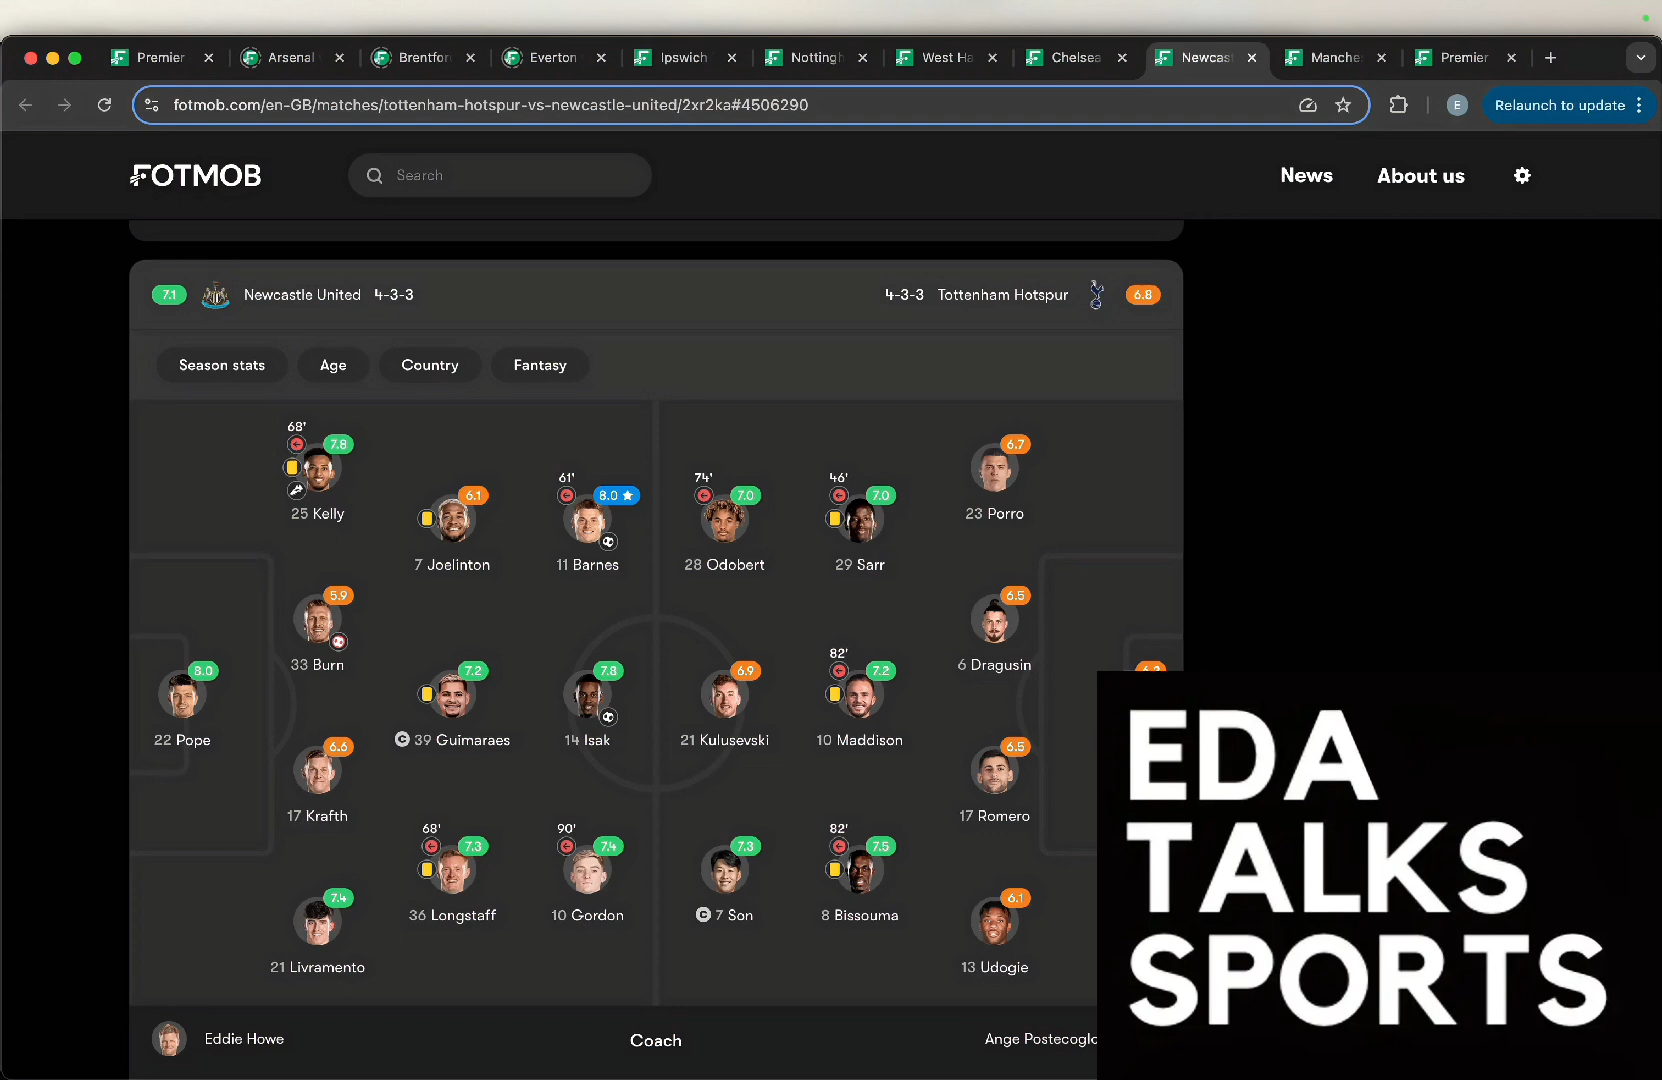 Premier
Arsenal
Brentfor
Everton
Ipswich
Nottingh
West Ha
Chelsea
Newcast
Manche
Premier
fotmob.com/en-GB/matches/tottenham-hotspur-vs-newcastle-united/2xr2ka#4506290
E
Relaunch to update
FOTMOB
Search
News
About us
7.1
Newcastle United 4-3-3
4-3-3 Tottenham Hotspur
6.8
Season stats
Age
Country
Fantasy
68'
7.8
25 Kelly
6.1
7 Joelinton
61'
8.0
11 Barnes
74'
7.0
28 Odobert
46'
7.0
29 Sarr
6.7
23 Porro
5.9
33 Burn
6.5
6 Dragusin
8.0
22 Pope
7.2
C 39 Guimaraes
7.8
14 Isak
6.9
21 Kulusevski
82'
7.2
10 Maddison
6.6
17 Krafth
6.5
17 Romero
68'
7.3
36 Longstaff
90'
7.4
10 Gordon
7.3
C 7 Son
82'
7.5
8 Bissouma
7.4
21 Livramento
6.1
13 Udogie
Eddie Howe
Coach
Ange Postecoglo
EDA
TALKS
SPORTS